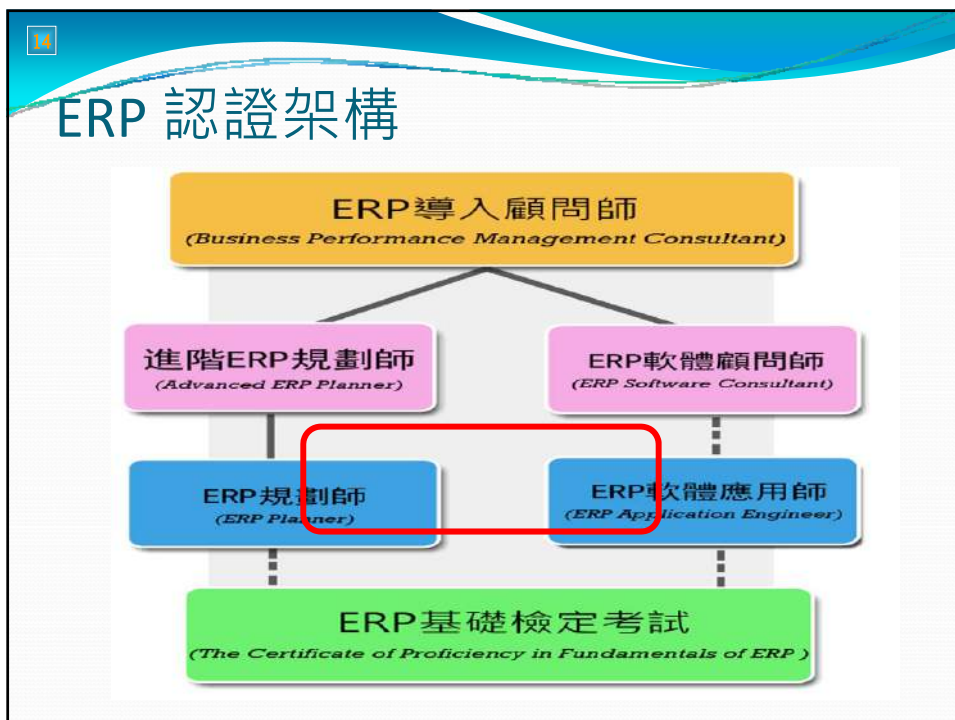 14
ERP 認證架構
ERP導入顧問師
(Business Performance Management Consultant)
進階ERP規劃師
(Advanced ERP Planner)
ERP軟體顧問師
(ERP Software Consultant)
ERP規劃師
(ERP Planner)
ERP軟體應用師
(ERP Application Engineer)
ERP基礎檢定考試
(The Certificate of Proficiency in Fundamentals of ERP )